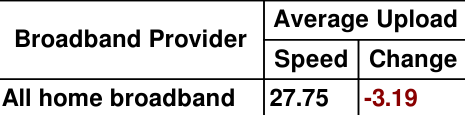 Broadband Provider
Average Upload
Speed Change
All home broadband 27.75 -3.19